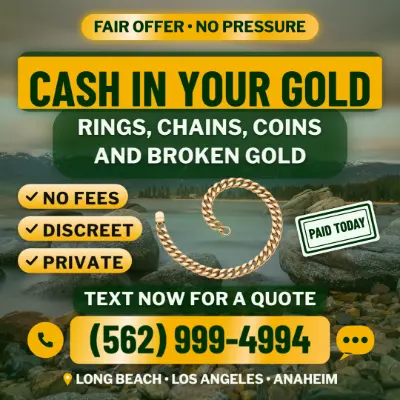 FAIR OFFER • NO PRESSURE
CASH IN YOUR GOLD
RINGS, CHAINS, COINS
AND BROKEN GOLD
✓ NO FEES
✓ DISCREET
✓ PRIVATE
PAID TODAY
TEXT NOW FOR A QUOTE
(562) 999-4994
LONG BEACH • LOS ANGELES • ANAHEIM